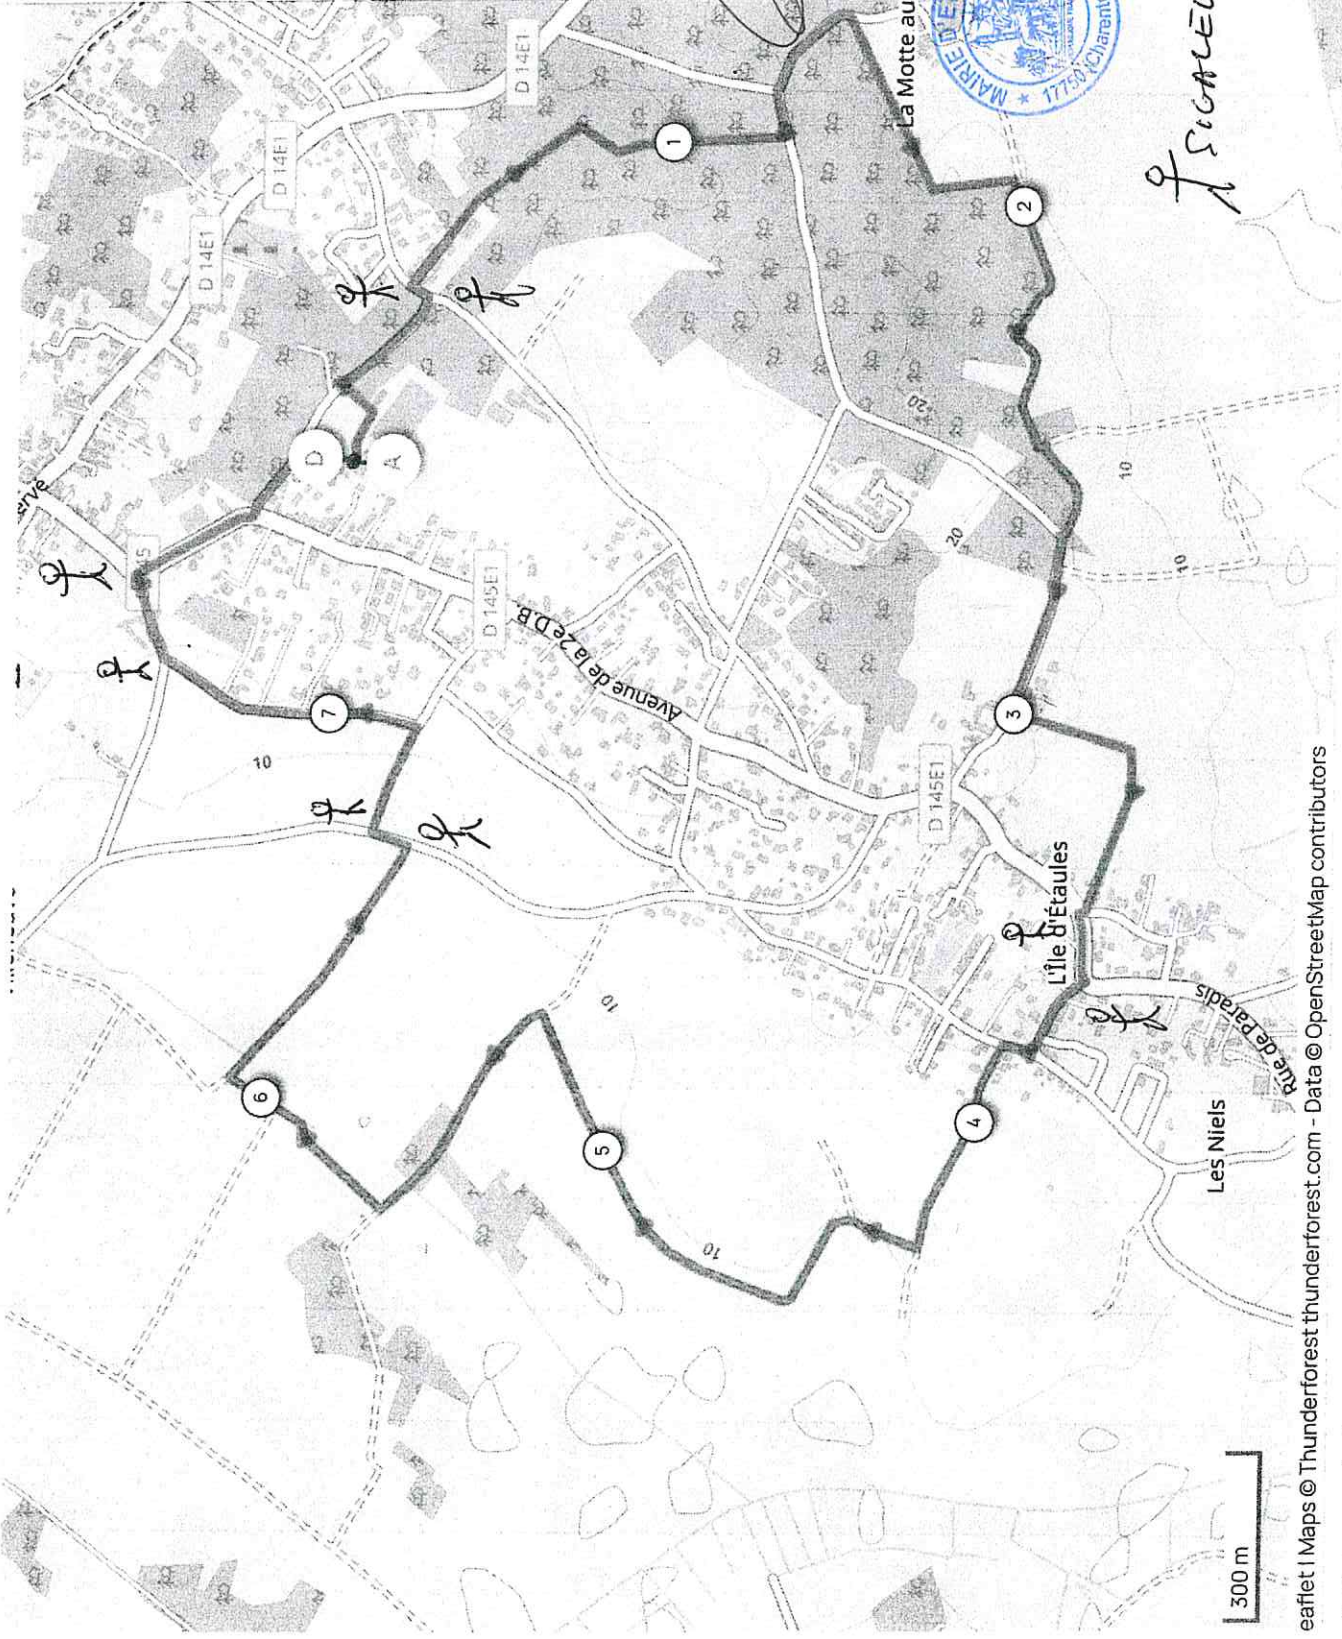 D 14E1
D 14E1
D 14E1
D
A
1
2
3
4
5
6
7
D 145E1
Avenue de la 2e D.B.
D 145E1
L'Île d'Étaules
Rue de Paradis
Les Niels
La Motte au
MAIRIE D'E
17750 (Charente
20
20
10
10
10
10
10
300 m
eaflet | Maps © Thunderforest thunderforest.com - Data © OpenStreetMap contributors